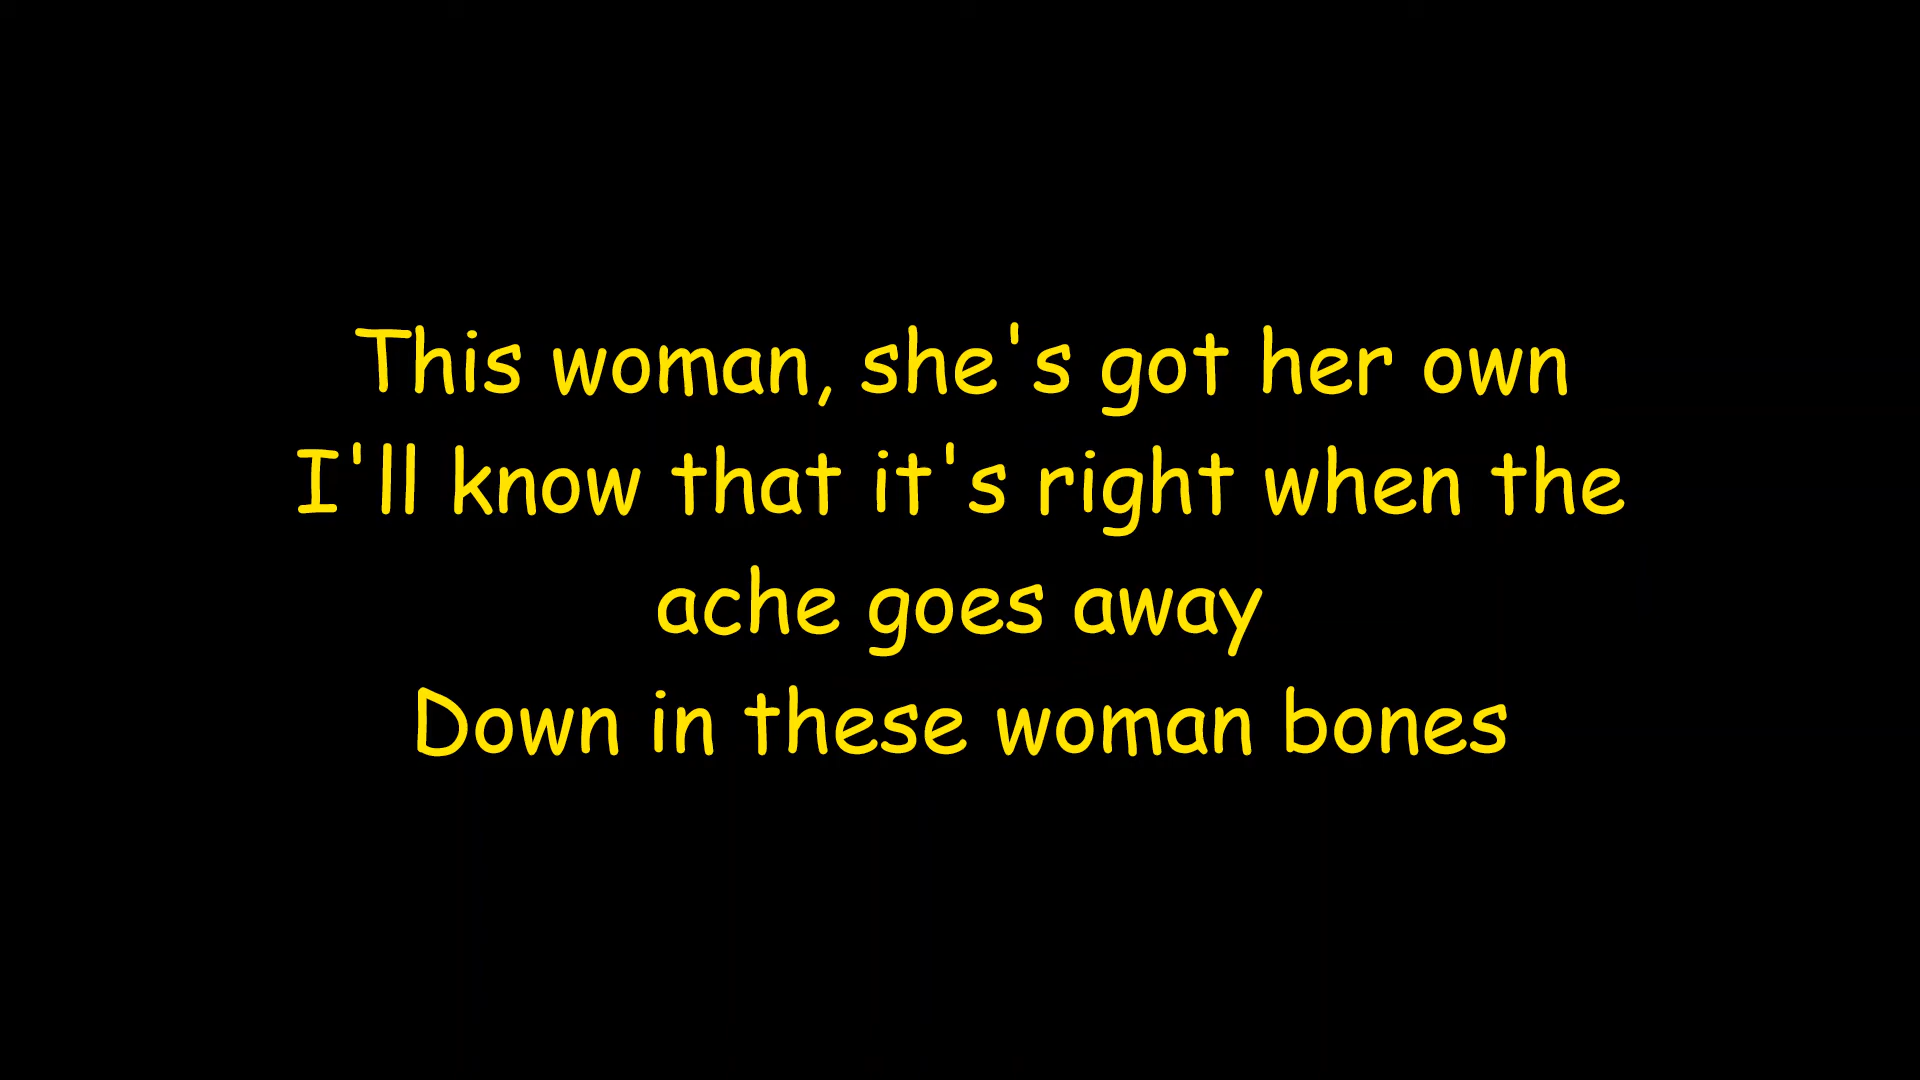 This woman, she's got her own
I'll know that it's right when the
ache goes away
Down in these woman bones